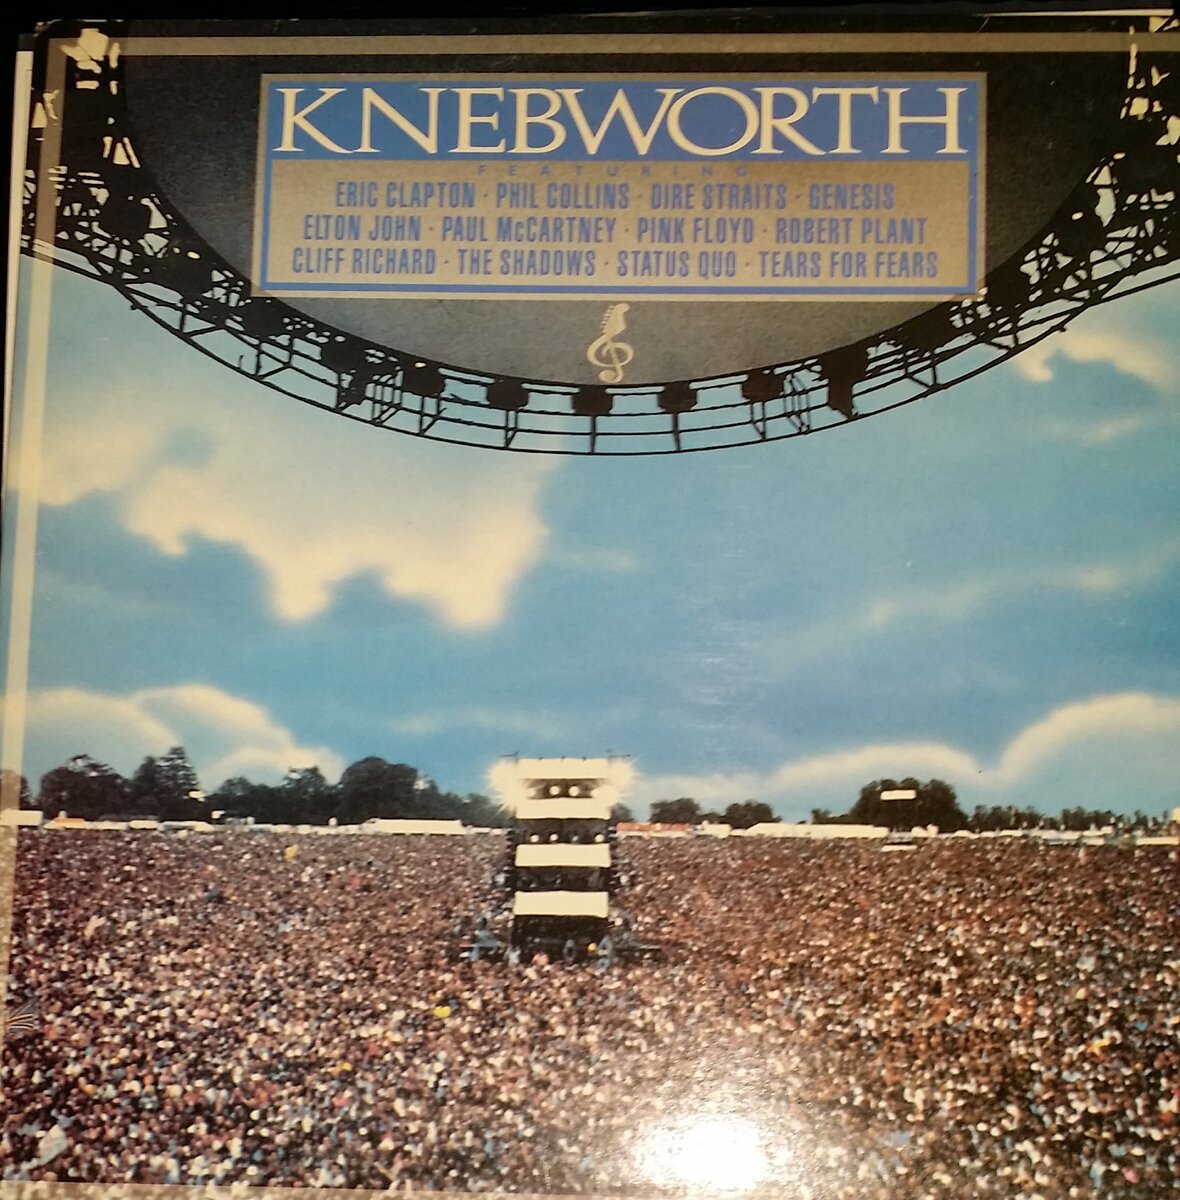 KNEBWORTH
FEATURING
ERIC CLAPTON · PHIL COLLINS · DIRE STRAITS · GENESIS
ELTON JOHN · PAUL McCARTNEY · PINK FLOYD · ROBERT PLANT
CLIFF RICHARD · THE SHADOWS · STATUS QUO · TEARS FOR FEARS